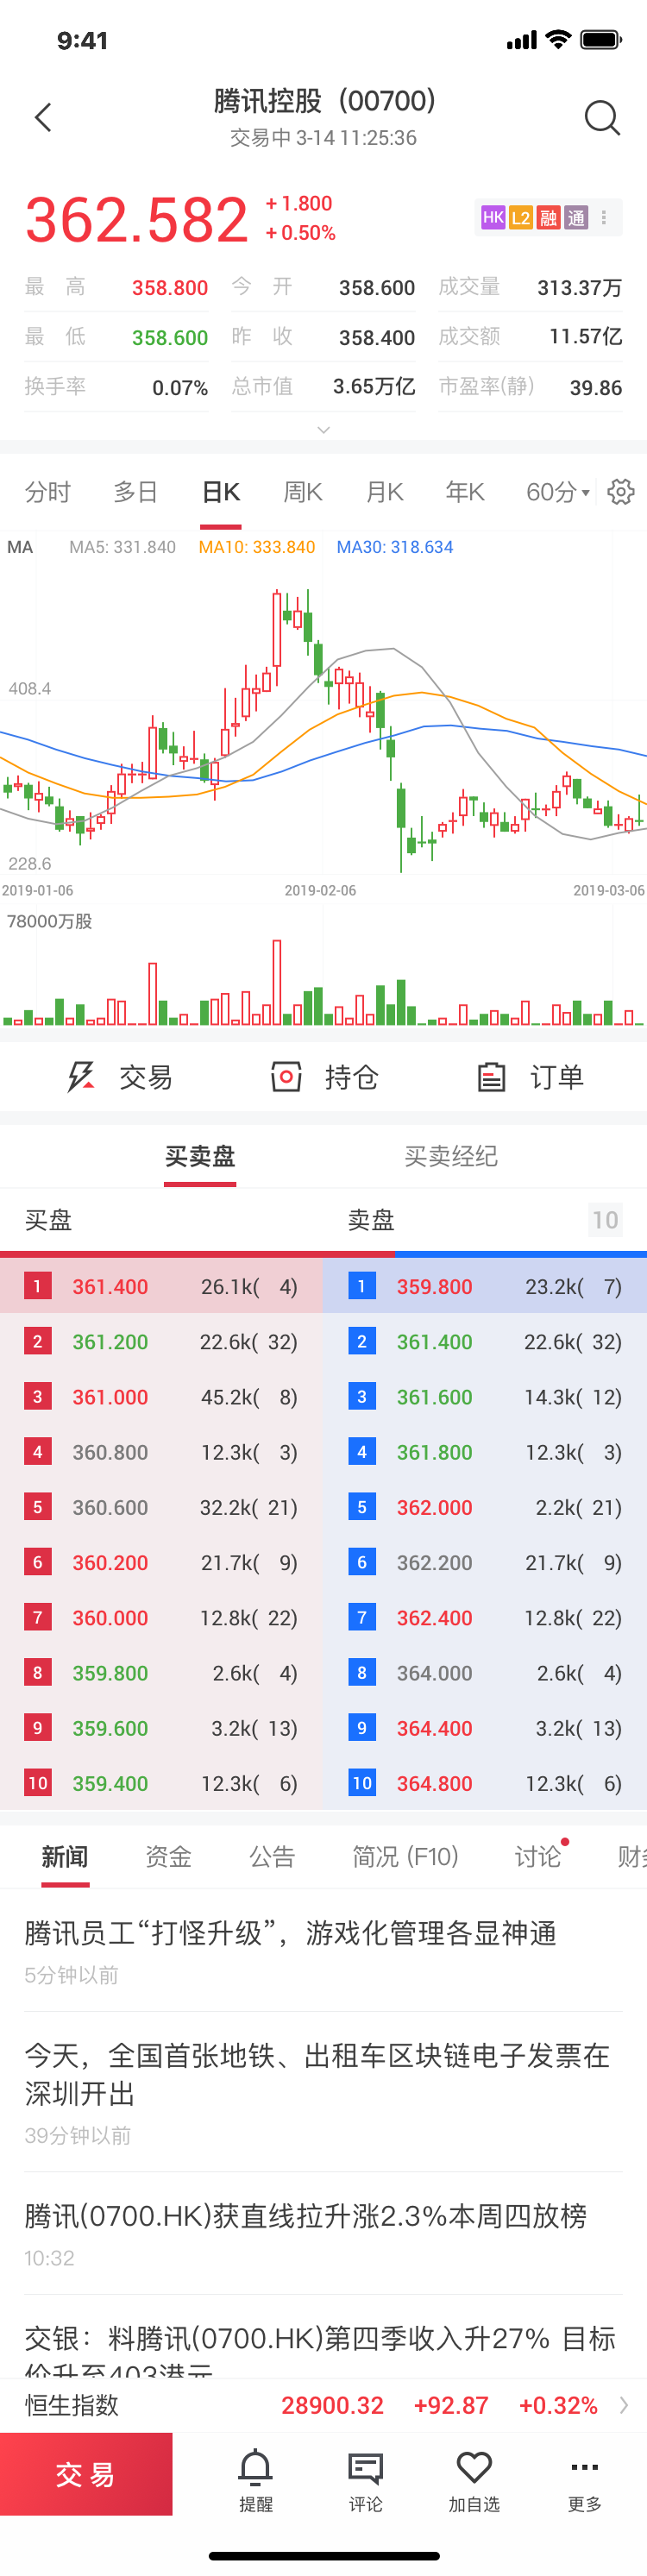 9:41
腾讯控股（00700）
交易中 3-14 11:25:36
362.582
+ 1.800
+ 0.50%
HK L2 融 通
最 高 358.800 今 开 358.600 成交量 313.37万
最 低 358.600 昨 收 358.400 成交额 11.57亿
换手率 0.07% 总市值 3.65万亿 市盈率(静) 39.86
分时 多日 日K 周K 月K 年K 60分
MA MA5: 331.840 MA10: 333.840 MA30: 318.634
408.4
228.6
2019-01-06 2019-02-06 2019-03-06
78000万股
交易 持仓 订单
买卖盘 买卖经纪
买盘 卖盘 10
1 361.400 26.1k( 4) 1 359.800 23.2k( 7)
2 361.200 22.6k( 32) 2 361.400 22.6k( 32)
3 361.000 45.2k( 8) 3 361.600 14.3k( 12)
4 360.800 12.3k( 3) 4 361.800 12.3k( 3)
5 360.600 32.2k( 21) 5 362.000 2.2k( 21)
6 360.200 21.7k( 9) 6 362.200 21.7k( 9)
7 360.000 12.8k( 22) 7 362.400 12.8k( 22)
8 359.800 2.6k( 4) 8 364.000 2.6k( 4)
9 359.600 3.2k( 13) 9 364.400 3.2k( 13)
10 359.400 12.3k( 6) 10 364.800 12.3k( 6)
新闻 资金 公告 简况 (F10) 讨论 财务
腾讯员工“打怪升级”，游戏化管理各显神通
5分钟以前
今天，全国首张地铁、出租车区块链电子发票在
深圳开出
39分钟以前
腾讯(0700.HK)获直线拉升涨2.3%本周四放榜
10:32
交银：料腾讯(0700.HK)第四季收入升27% 目标
价升至403港元
恒生指数 28900.32 +92.87 +0.32%
交易 提醒 评论 加自选 更多